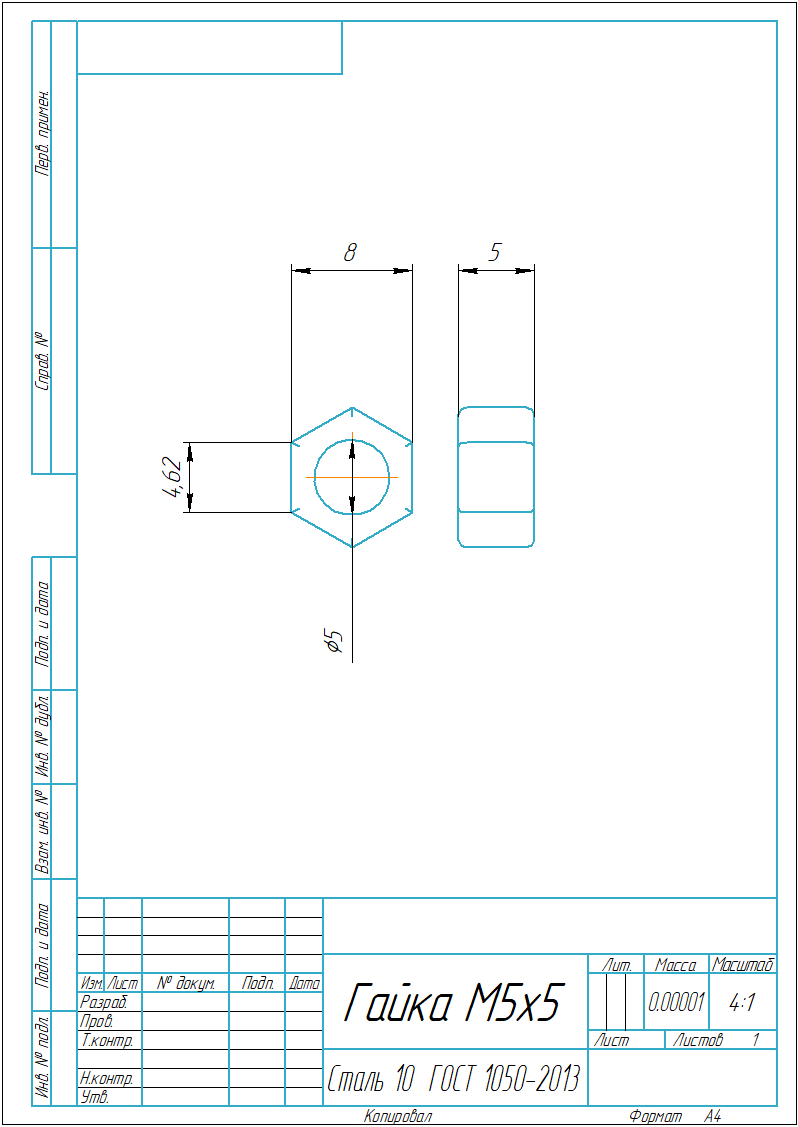 Перв. примен.
Справ. №
Подп. и дата
Инв. № дубл.
Взам. инв. №
Подп. и дата
Инв. № подл.
8
5
4,62
⌀5
Изм. Лист № докум. Подп. Дата
Разраб.
Пров.
Т.контр.
Н.контр.
Утв.
Гайка М5х5
Сталь 10 ГОСТ 1050-2013
Лит. Масса Масштаб
0.00001 4:1
Лист Листов 1
Копировал Формат А4